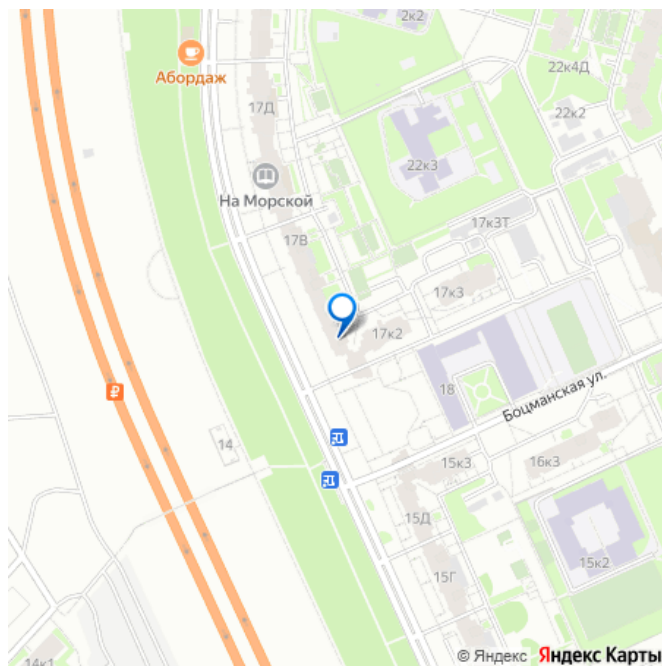 2к2
Абордаж
22к4Д
17Д
22к2
22к3
На Морской
17к3Т
17В
17к3
17к2
18
Боцманская ул.
14
15к3
16к3
15Д
15к2
15Г
14к1
© Яндекс Яндекс Карты